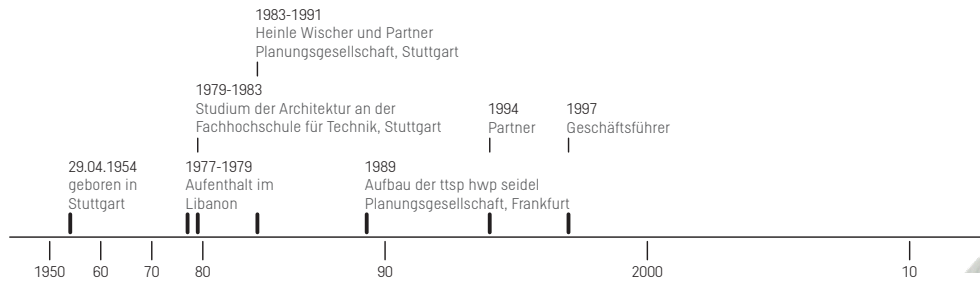 1983-1991
Heinle Wischer und Partner
Planungsgesellschaft, Stuttgart
1979-1983
Studium der Architektur an der
Fachhochschule für Technik, Stuttgart
1994
Partner
1997
Geschäftsführer
29.04.1954
geboren in
Stuttgart
1977-1979
Aufenthalt im
Libanon
1989
Aufbau der ttsp hwp seidel
Planungsgesellschaft, Frankfurt
1950 60 70 80 90 2000 10